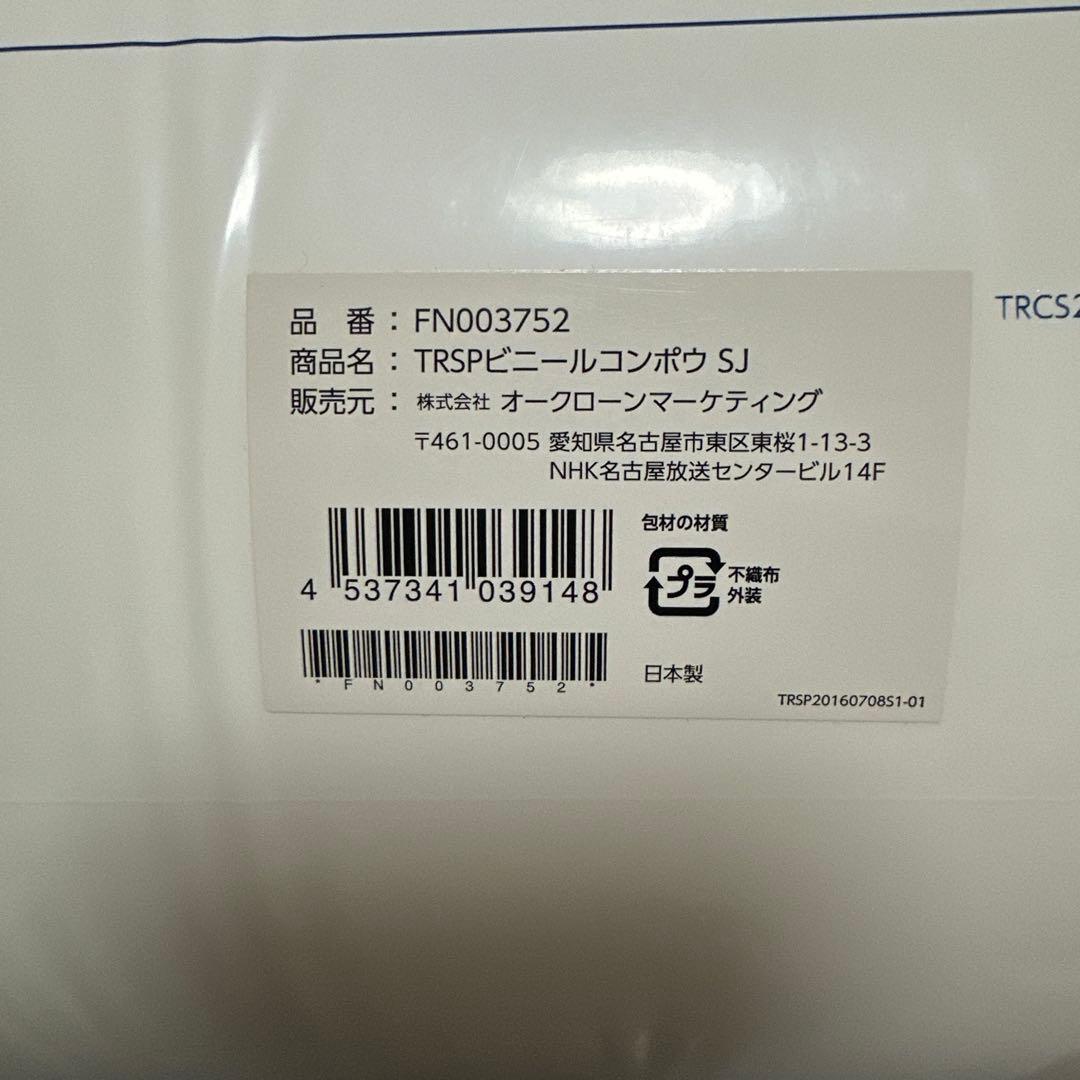 品　番 : FN003752
商品名 : TRSPビニールコンポウ SJ
販売元 : 株式会社 オークローンマーケティング
〒461-0005 愛知県名古屋市東区東桜1-13-3
NHK名古屋放送センタービル14F
4 537341 039148
*FN003752*
包材の材質
プラ
不織布
外装
日本製
TRSP20160708S1-01
TRCS2